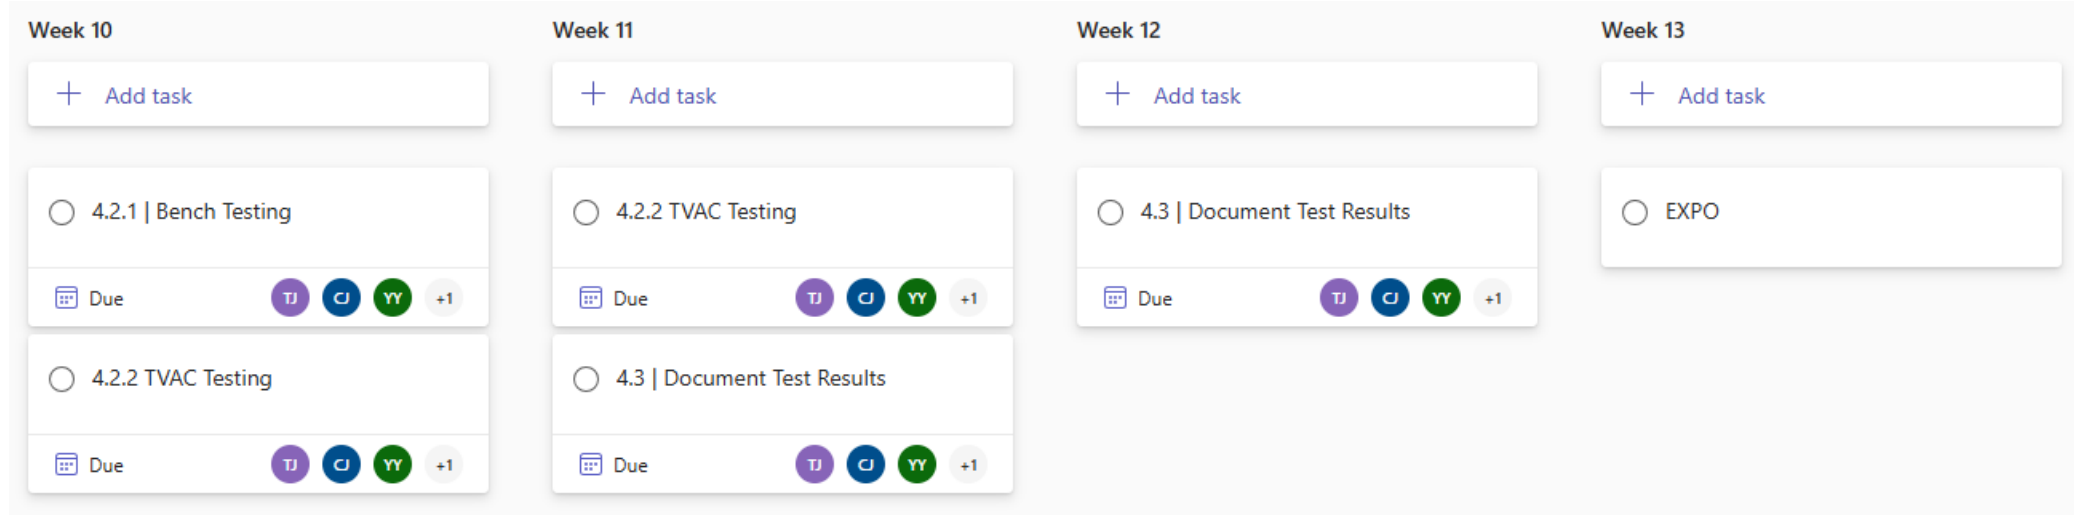 Week 10
+ Add task
4.2.1 | Bench Testing
Due TJ CJ YY +1
4.2.2 TVAC Testing
Due TJ CJ YY +1
Week 11
+ Add task
4.2.2 TVAC Testing
Due TJ CJ YY +1
4.3 | Document Test Results
Due TJ CJ YY +1
Week 12
+ Add task
4.3 | Document Test Results
Due TJ CJ YY +1
Week 13
+ Add task
EXPO